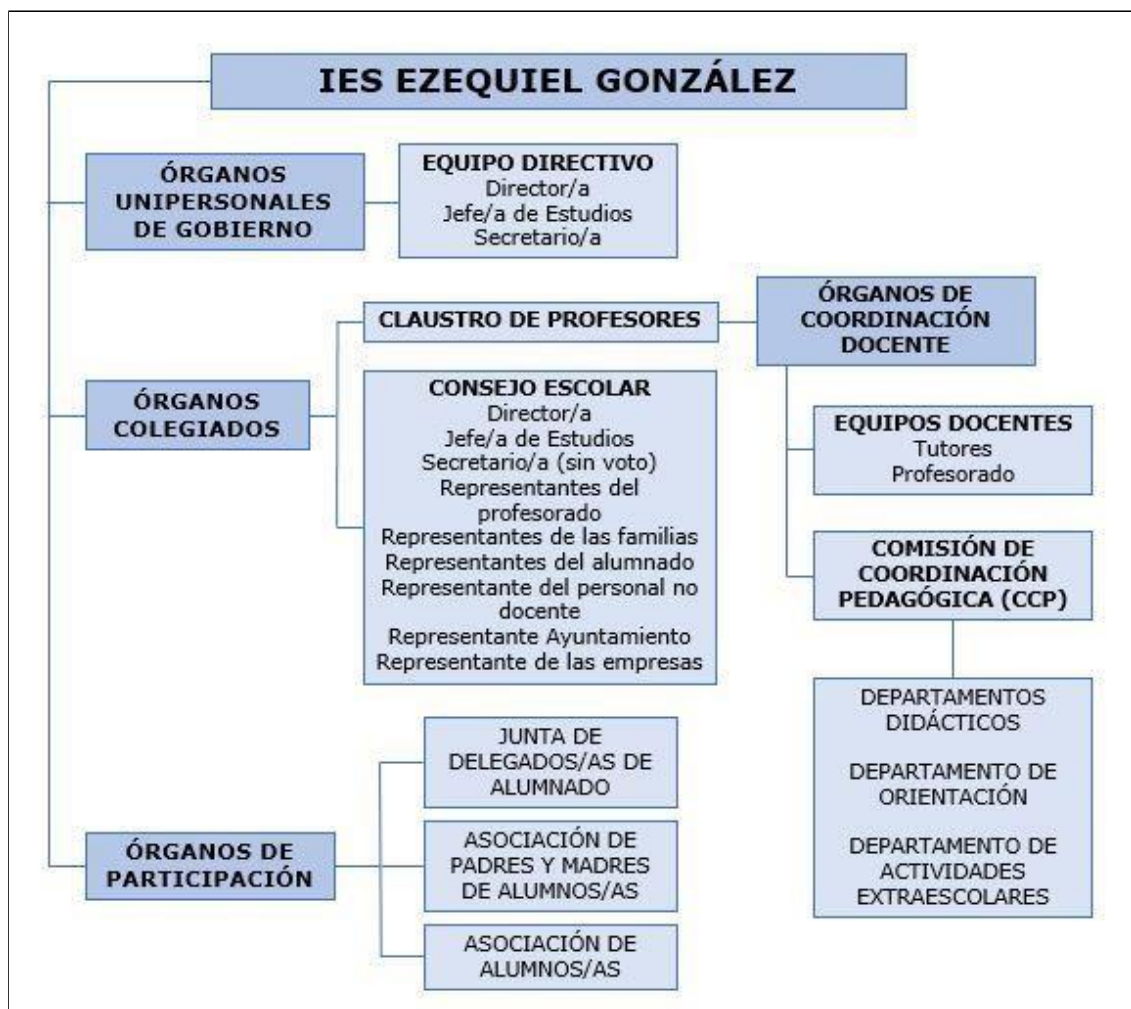 IES EZEQUIEL GONZÁLEZ
ÓRGANOS
UNIPERSONALES
DE GOBIERNO
EQUIPO DIRECTIVO
Director/a
Jefe/a de Estudios
Secretario/a
ÓRGANOS
COLEGIADOS
CLAUSTRO DE PROFESORES
CONSEJO ESCOLAR
Director/a
Jefe/a de Estudios
Secretario/a (sin voto)
Representantes del
profesorado
Representantes de las familias
Representantes del alumnado
Representante del personal no
docente
Representante Ayuntamiento
Representante de las empresas
ÓRGANOS DE
COORDINACIÓN
DOCENTE
EQUIPOS DOCENTES
Tutores
Profesorado
COMISIÓN DE
COORDINACIÓN
PEDAGÓGICA (CCP)
DEPARTAMENTOS
DIDÁCTICOS
DEPARTAMENTO DE
ORIENTACIÓN
DEPARTAMENTO DE
ACTIVIDADES
EXTRAESCOLARES
ÓRGANOS DE
PARTICIPACIÓN
JUNTA DE
DELEGADOS/AS DE
ALUMNADO
ASOCIACIÓN DE
PADRES Y MADRES
DE ALUMNOS/AS
ASOCIACIÓN DE
ALUMNOS/AS